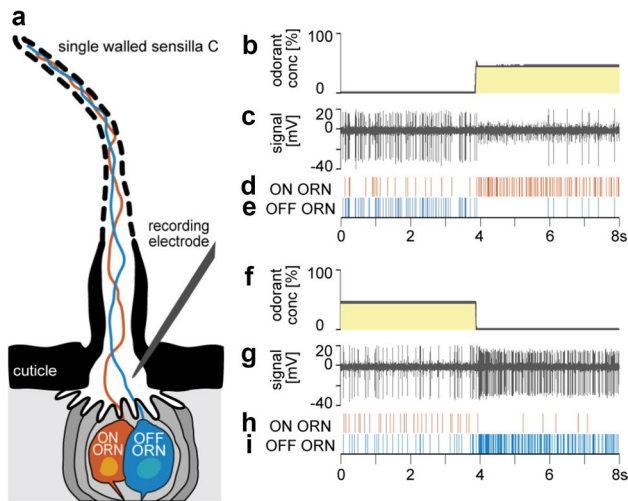 a
single walled sensilla C
recording
electrode
cuticle
ON
ORN
OFF
ORN
b
odorant
conc [%]
100
0
c
signal
[mV]
20
0
-40
d
ON ORN
e
OFF ORN
0
2
4
6
8s
f
odorant
conc [%]
100
0
g
signal
[mV]
20
0
-40
h
ON ORN
i
OFF ORN
0
2
4
6
8s